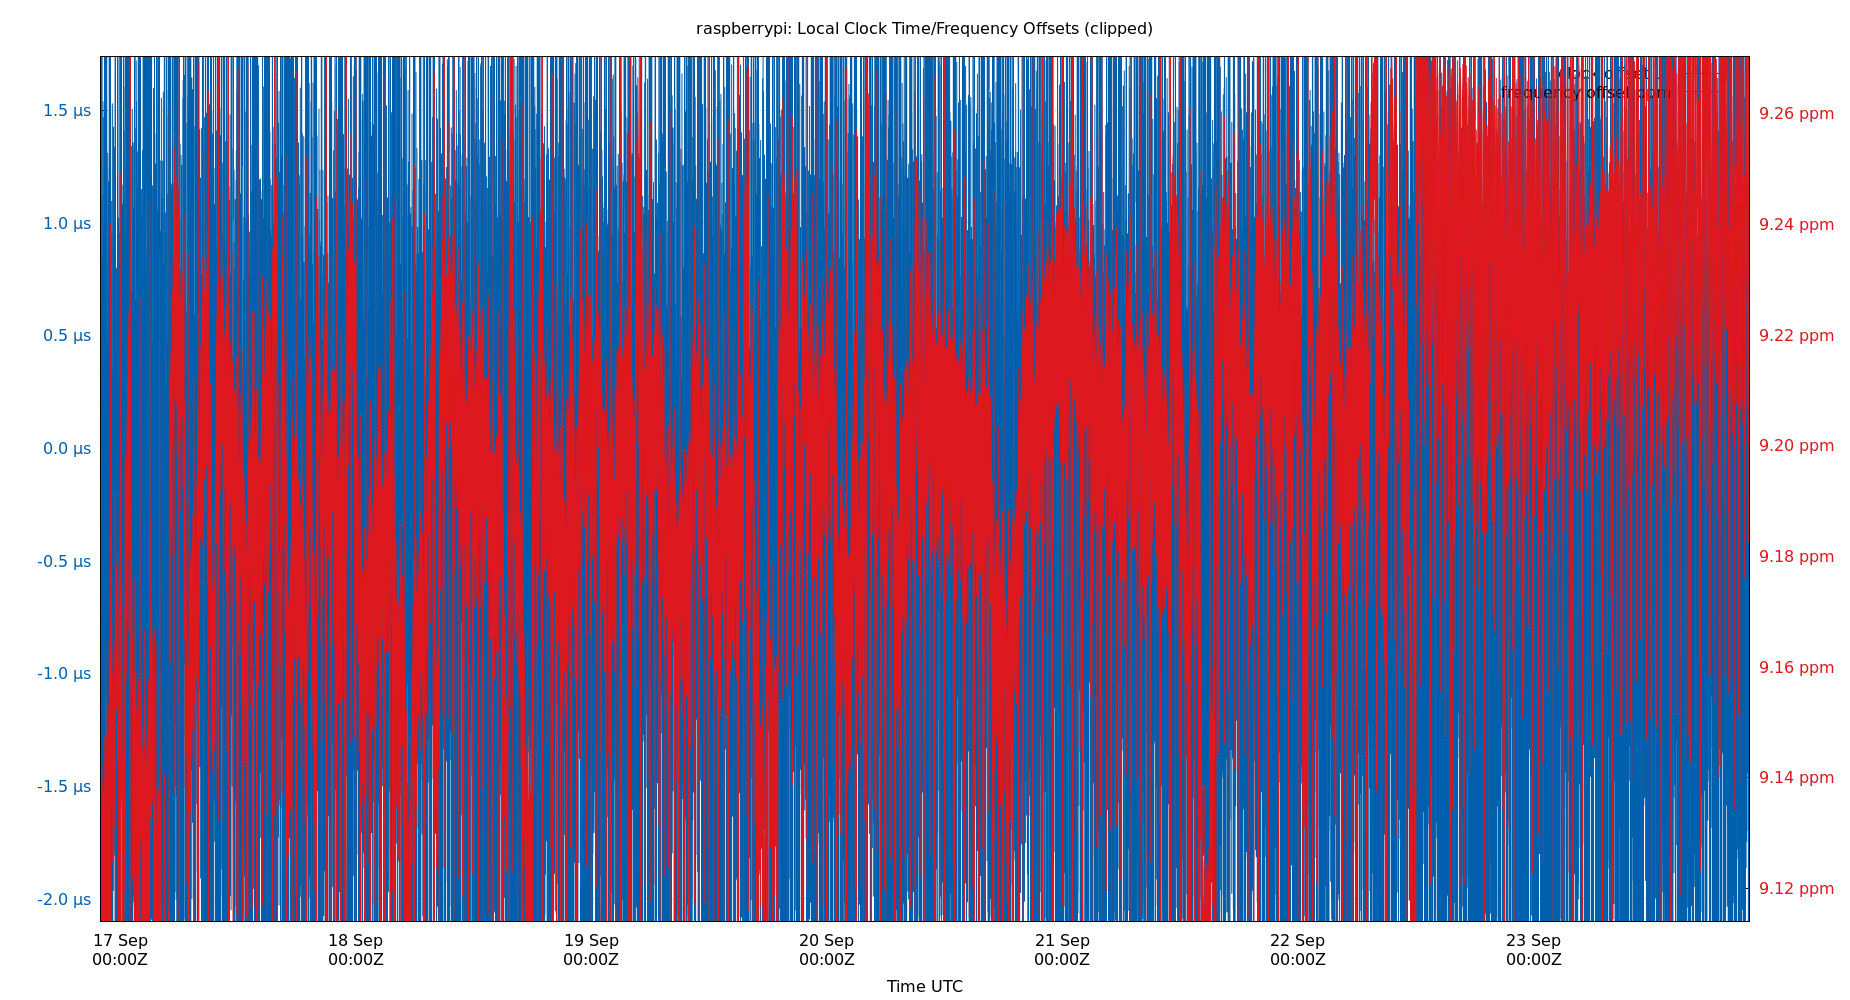 raspberrypi: Local Clock Time/Frequency Offsets (clipped)
clock offset
frequency offset ppm
1.5 µs
1.0 µs
0.5 µs
0.0 µs
-0.5 µs
-1.0 µs
-1.5 µs
-2.0 µs
9.26 ppm
9.24 ppm
9.22 ppm
9.20 ppm
9.18 ppm
9.16 ppm
9.14 ppm
9.12 ppm
17 Sep 18 Sep 19 Sep 20 Sep 21 Sep 22 Sep 23 Sep
00:00Z 00:00Z 00:00Z 00:00Z 00:00Z 00:00Z 00:00Z
Time UTC